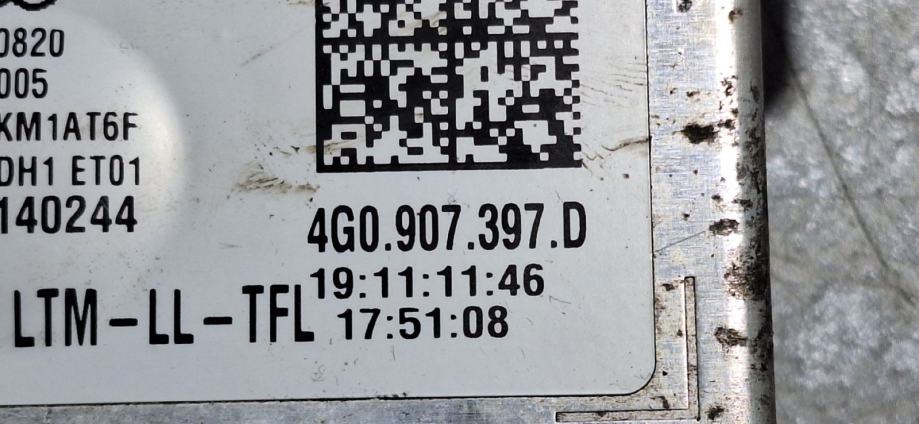 0820
005
KM1AT6F
DH1 ET01
140244
4G0.907.397.D
19:11:11:46
LTM-LL-TFL
17:51:08